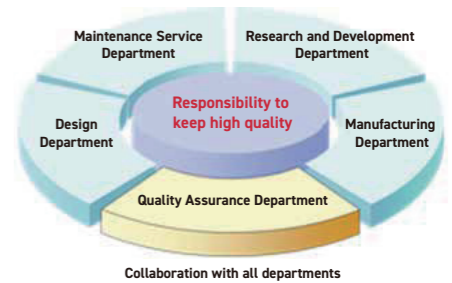 Maintenance Service
Department
Research and Development
Department
Responsibility to
keep high quality
Design
Department
Manufacturing
Department
Quality Assurance Department
Collaboration with all departments